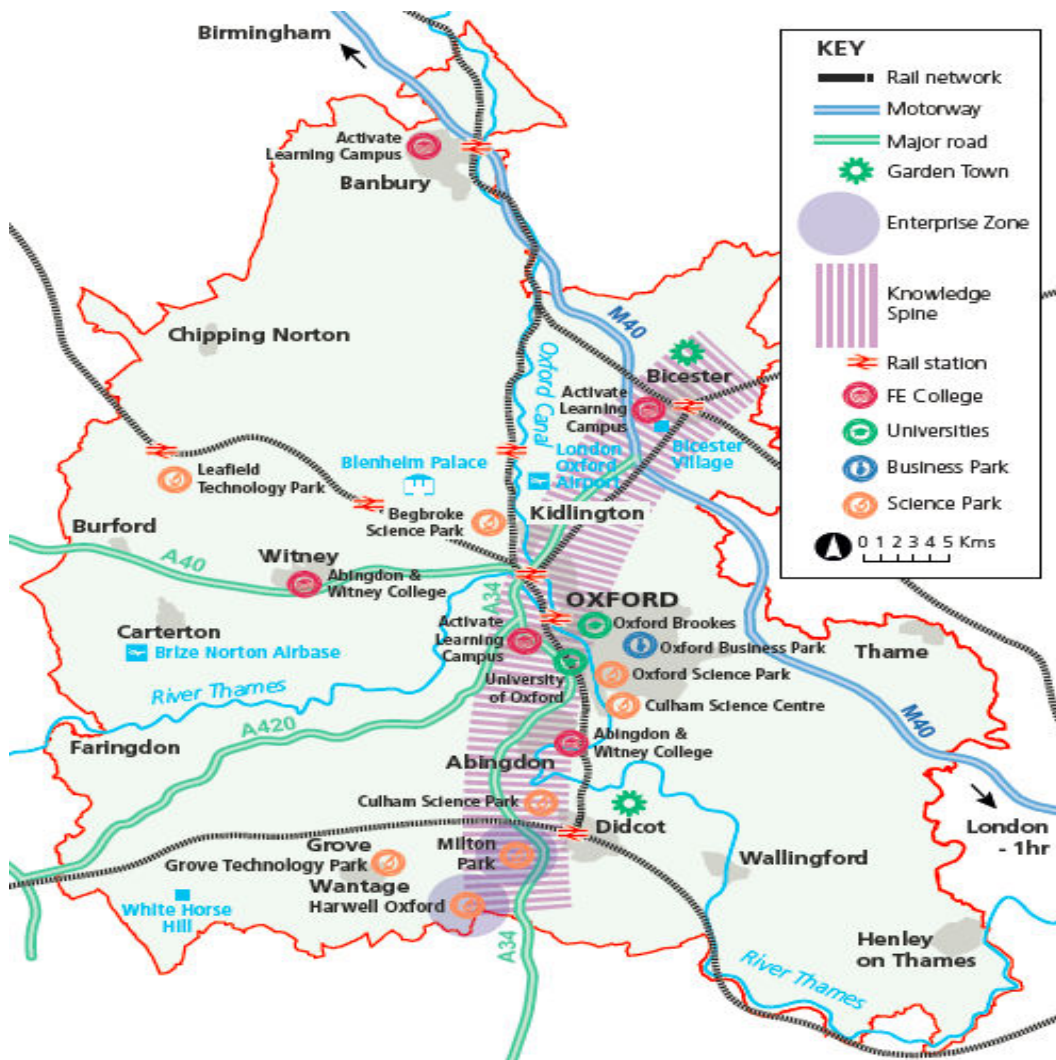 Birmingham
KEY
Rail network
Motorway
Major road
Garden Town
Enterprise Zone
Knowledge
Spine
Rail station
FE College
Universities
Business Park
Science Park
0 1 2 3 4 5 Kms
Activate
Learning Campus
Banbury
Chipping Norton
M40
Oxford Canal
Bicester
Activate
Learning
Campus
Bicester
Village
Leafield
Technology Park
Blenheim Palace
London
Oxford
Airport
Begbroke
Science Park
Kidlington
Burford
A40
Witney
Abingdon &
Witney College
A34
OXFORD
Oxford Brookes
Activate
Learning
Campus
Oxford Business Park
Carterton
Brize Norton Airbase
Thame
University
of Oxford
Oxford Science Park
Culham Science Centre
River Thames
A420
M40
Faringdon
Abingdon &
Witney College
Abingdon
Culham Science Park
Didcot
London
- 1hr
Grove
Grove Technology Park
Milton
Park
Wallingford
Wantage
Harwell Oxford
White Horse
Hill
A34
Henley
on Thames
River Thames